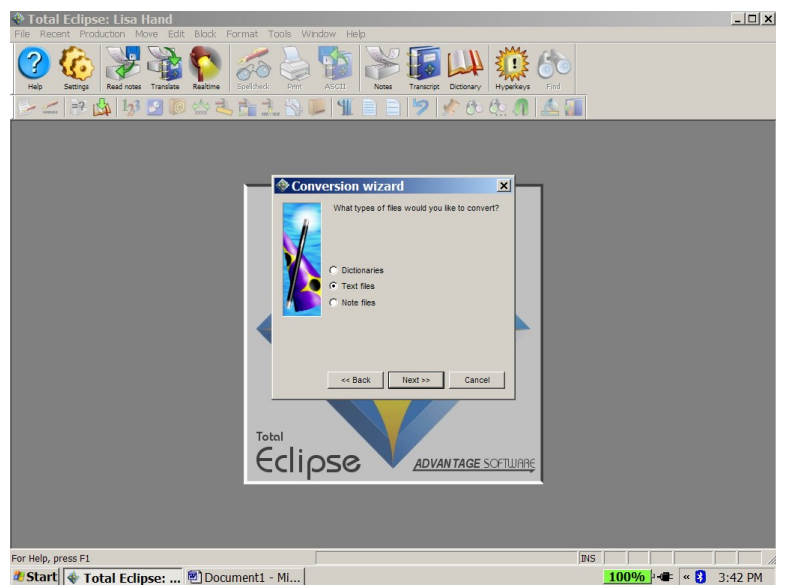 Total Eclipse: Lisa Hand
File Recent Production Move Edit Block Format Tools Window Help
Help Settings Read notes Translate Realtime Spellcheck Print ASCII Notes Transcript Dictionary Hyperkeys Find
Conversion wizard
What types of files would you like to convert?
Dictionaries
Text files
Note files
<< Back Next >> Cancel
Total
Eclipse
ADVANTAGE SOFTWARE
For Help, press F1 INS
Start Total Eclipse: ... Document1 - Mi... 100% « 3:42 PM